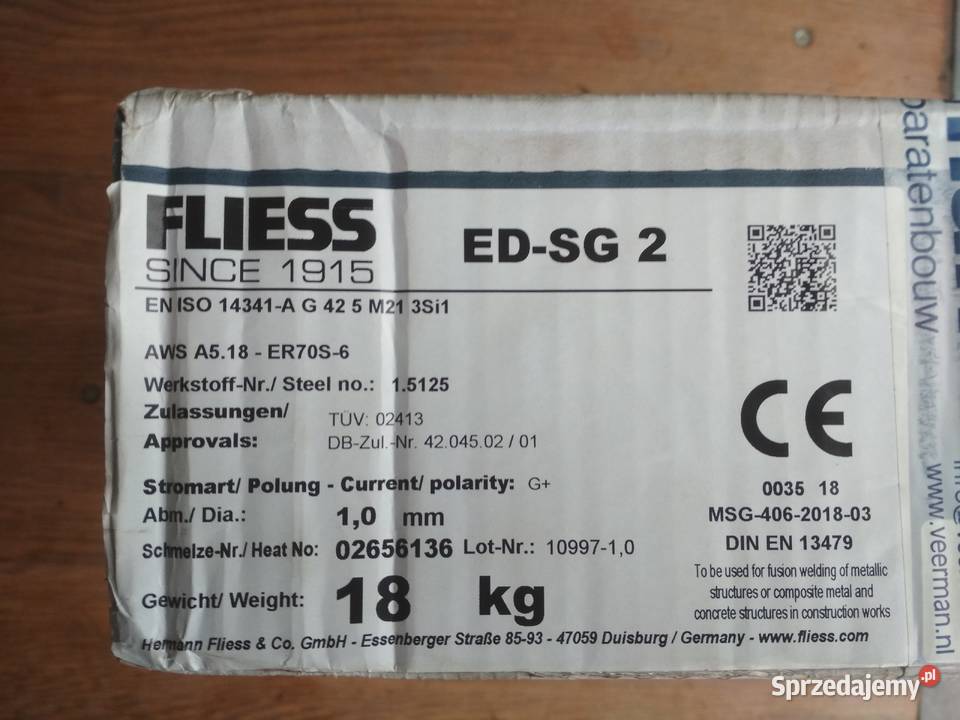 FLIESS
SINCE 1915
ED-SG 2
EN ISO 14341-A G 42 5 M21 3Si1
AWS A5.18 - ER70S-6
Werkstoff-Nr./ Steel no.: 1.5125
Zulassungen/ TÜV: 02413
Approvals: DB-Zul.-Nr. 42.045.02 / 01
Stromart/ Polung - Current/ polarity: G+
Abm./ Dia.: 1,0 mm
Schmelze-Nr./ Heat No: 02656136 Lot-Nr.: 10997-1,0
Gewicht/ Weight: 18 kg
Hermann Fliess & Co. GmbH - Essenberger Straße 85-93 - 47059 Duisburg / Germany - www.fliess.com
CE
0035 18
MSG-406-2018-03
DIN EN 13479
To be used for fusion welding of metallic
structures or composite metal and
concrete structures in construction works
paratenbouw
www.veerman.nl
Sprzedajemy.pl